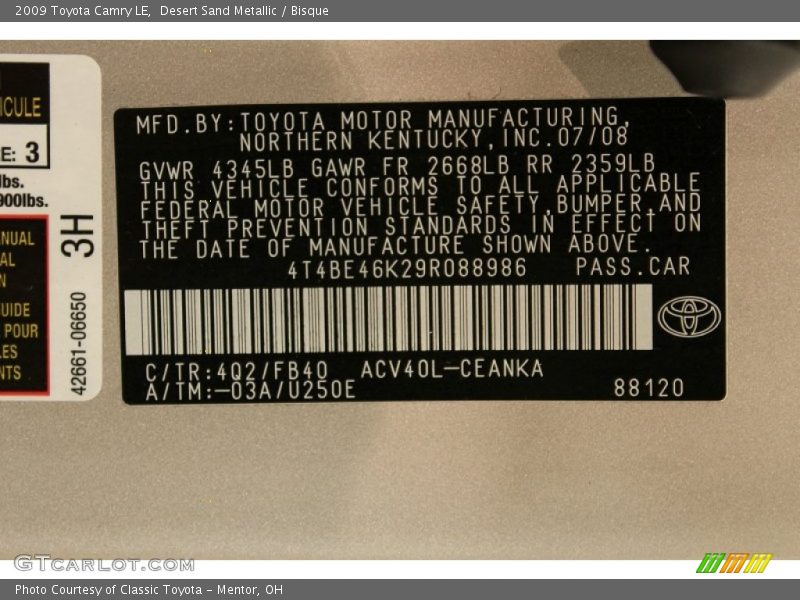 2009 Toyota Camry LE, Desert Sand Metallic / Bisque
ICULE
E: 3
lbs.
900lbs.
NUAL
AL
N
UIDE
POUR
LES
NTS
3H
42661-06650
MFD.BY:TOYOTA MOTOR MANUFACTURING,
NORTHERN KENTUCKY,INC.07/08
GVWR 4345LB GAWR FR 2668LB RR 2359LB
THIS VEHICLE CONFORMS TO ALL APPLICABLE
FEDERAL MOTOR VEHICLE SAFETY,BUMPER,AND
THEFT PREVENTION STANDARDS IN EFFECT ON
THE DATE OF MANUFACTURE SHOWN ABOVE.
4T4BE46K29R088986 PASS.CAR
C/TR:4Q2/FB40 ACV40L-CEANKA
A/TM:-03A/U250E 88120
GTCARLOT.COM
Photo Courtesy of Classic Toyota - Mentor, OH